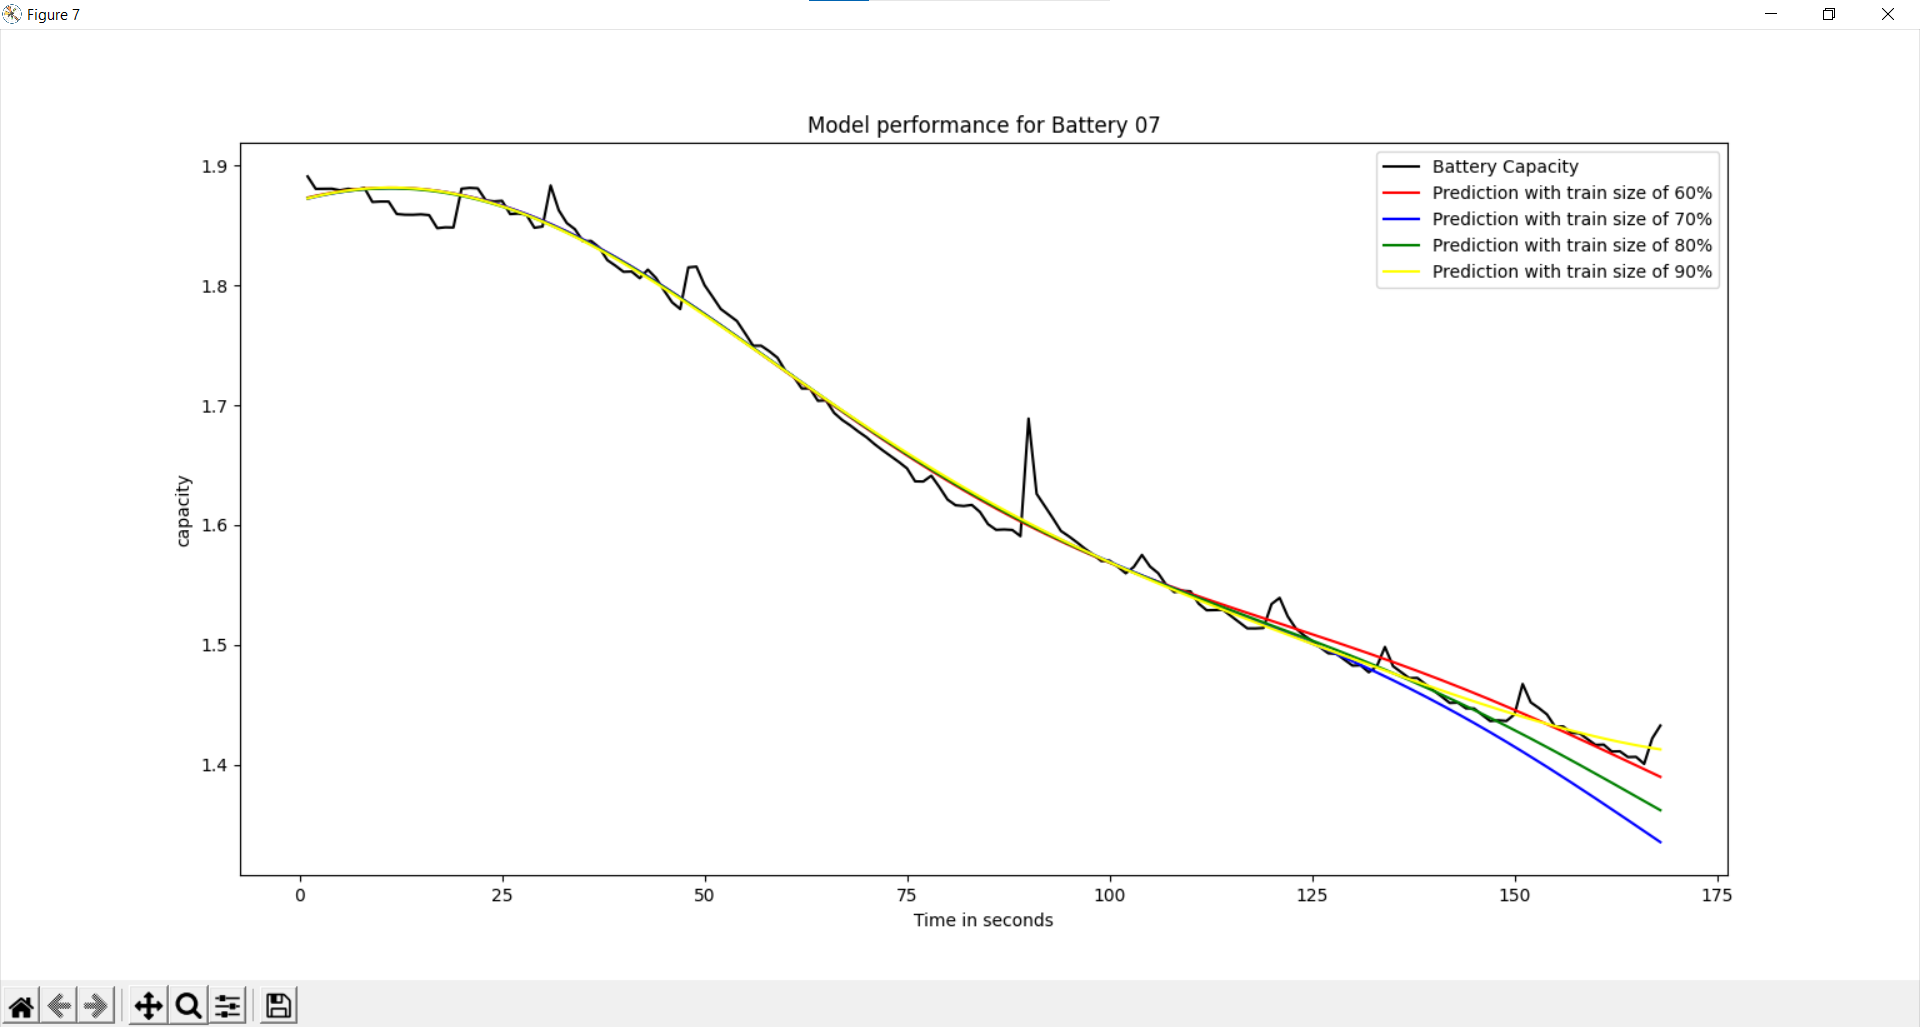 Figure 7
Model performance for Battery 07
1.9
1.8
1.7
1.6
1.5
1.4
capacity
Battery Capacity
Prediction with train size of 60%
Prediction with train size of 70%
Prediction with train size of 80%
Prediction with train size of 90%
0 25 50 75 100 125 150 175
Time in seconds